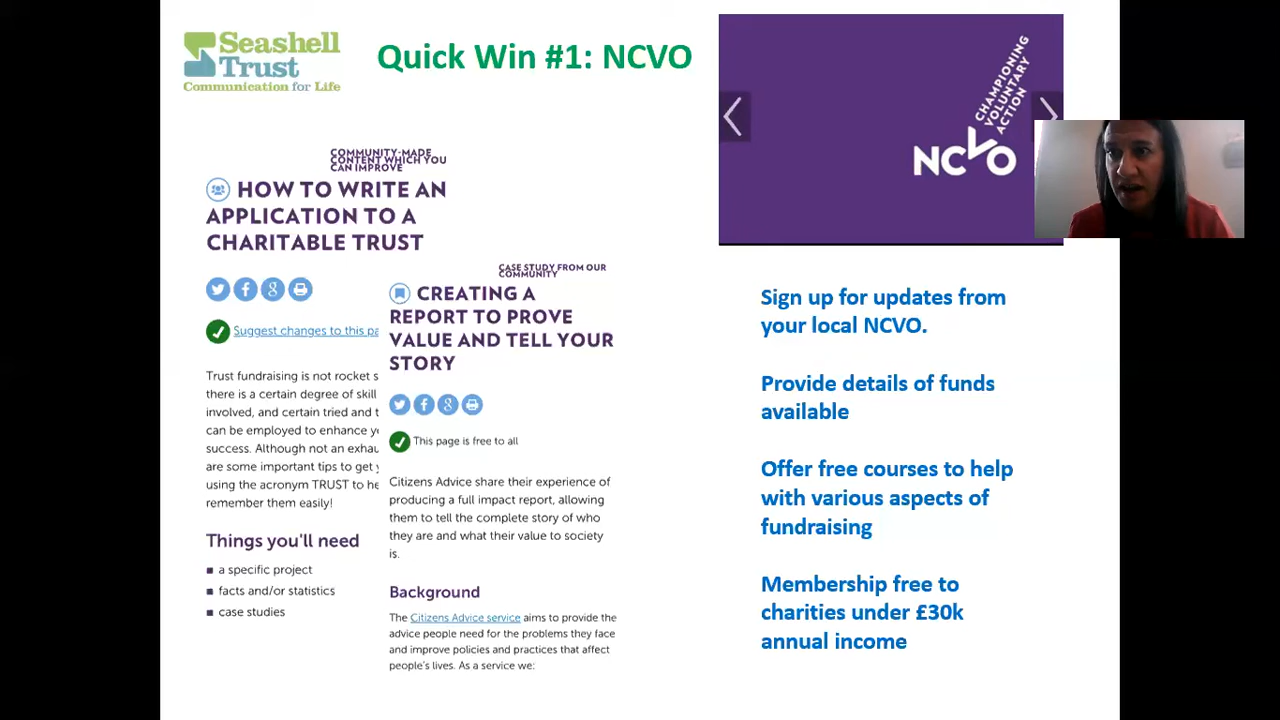 Seashell
Trust
Communication for Life
Quick Win #1: NCVO
CHAMPIONING
VOLUNTARY
ACTION
NCVO
COMMUNITY-MADE
CONTENT WHICH YOU
CAN IMPROVE
HOW TO WRITE AN
APPLICATION TO A
CHARITABLE TRUST
Suggest changes to this pa
Trust fundraising is not rocket s
there is a certain degree of skill
involved, and certain tried and t
can be employed to enhance y
success. Although not an exhau
are some important tips to get y
using the acronym TRUST to he
remember them easily!
Things you'll need
a specific project
facts and/or statistics
case studies
CASE STUDY FROM OUR
COMMUNITY
CREATING A
REPORT TO PROVE
VALUE AND TELL YOUR
STORY
This page is free to all
Citizens Advice share their experience of
producing a full impact report, allowing
them to tell the complete story of who
they are and what their value to society
is.
Background
The Citizens Advice service aims to provide the
advice people need for the problems they face
and improve policies and practices that affect
people's lives. As a service we:
Sign up for updates from
your local NCVO.
Provide details of funds
available
Offer free courses to help
with various aspects of
fundraising
Membership free to
charities under £30k
annual income